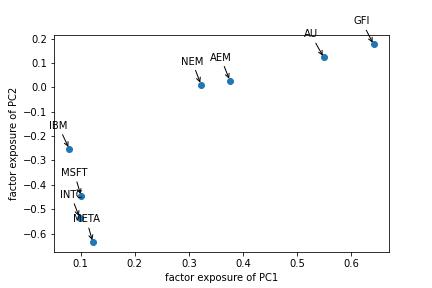 GFI
AU
NEM
AEM
IBM
MSFT
INTC
META
factor exposure of PC2
0.2
0.1
0.0
−0.1
−0.2
−0.3
−0.4
−0.5
−0.6
0.1
0.2
0.3
0.4
0.5
0.6
factor exposure of PC1